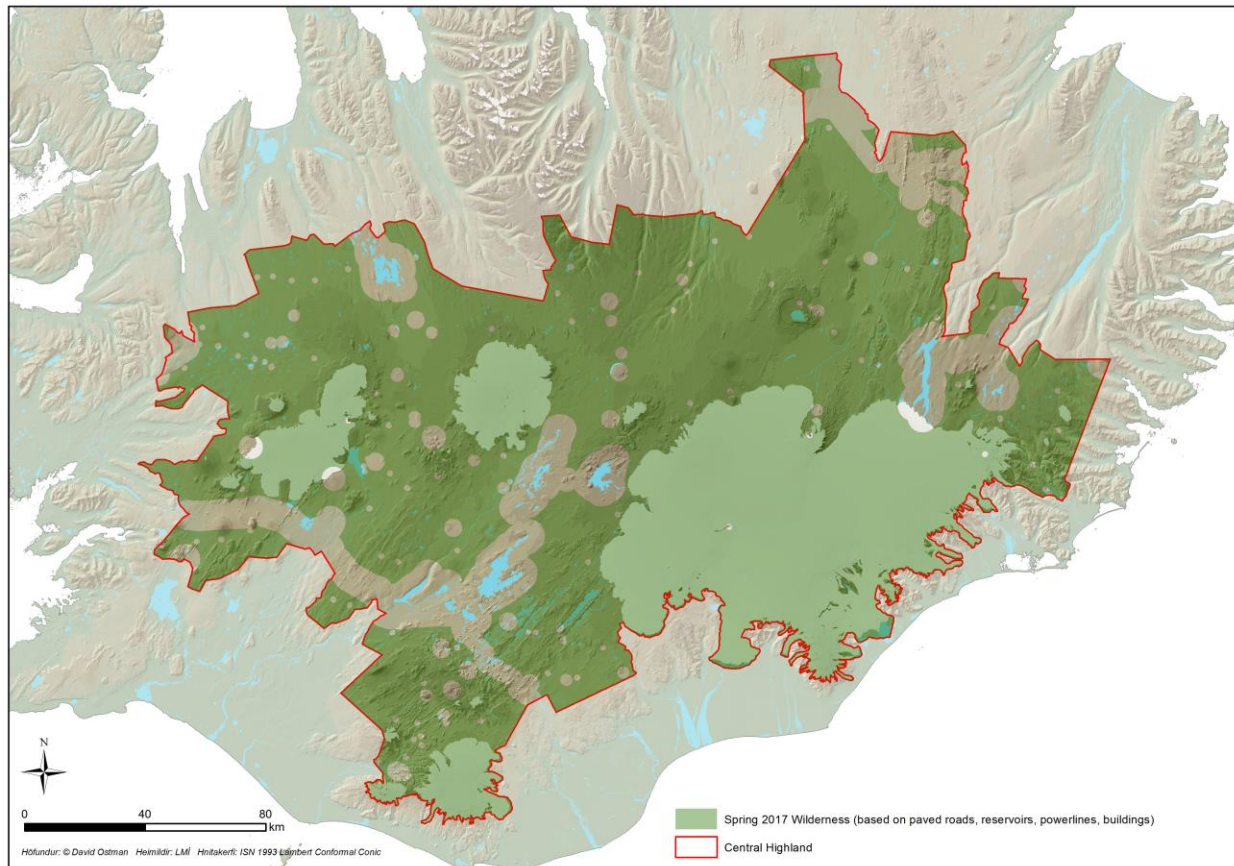 N
0 40 80
km
Spring 2017 Wilderness (based on paved roads, reservoirs, powerlines, buildings)
Central Highland
Höfundur: © David Ostman Heimildir: LMÍ Hnitakerfi: ISN 1993 Lambert Conformal Conic